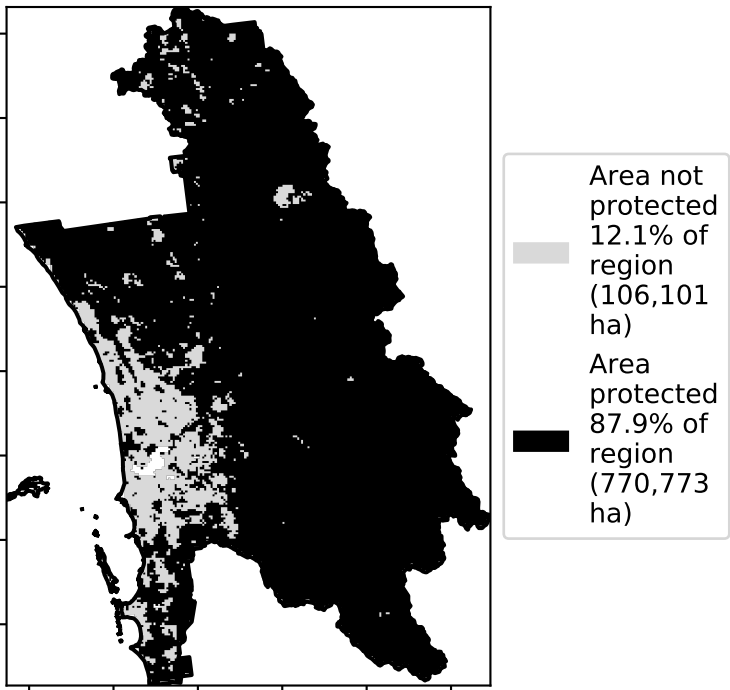 Area not
protected
12.1% of
region
(106,101
ha)
Area
protected
87.9% of
region
(770,773
ha)